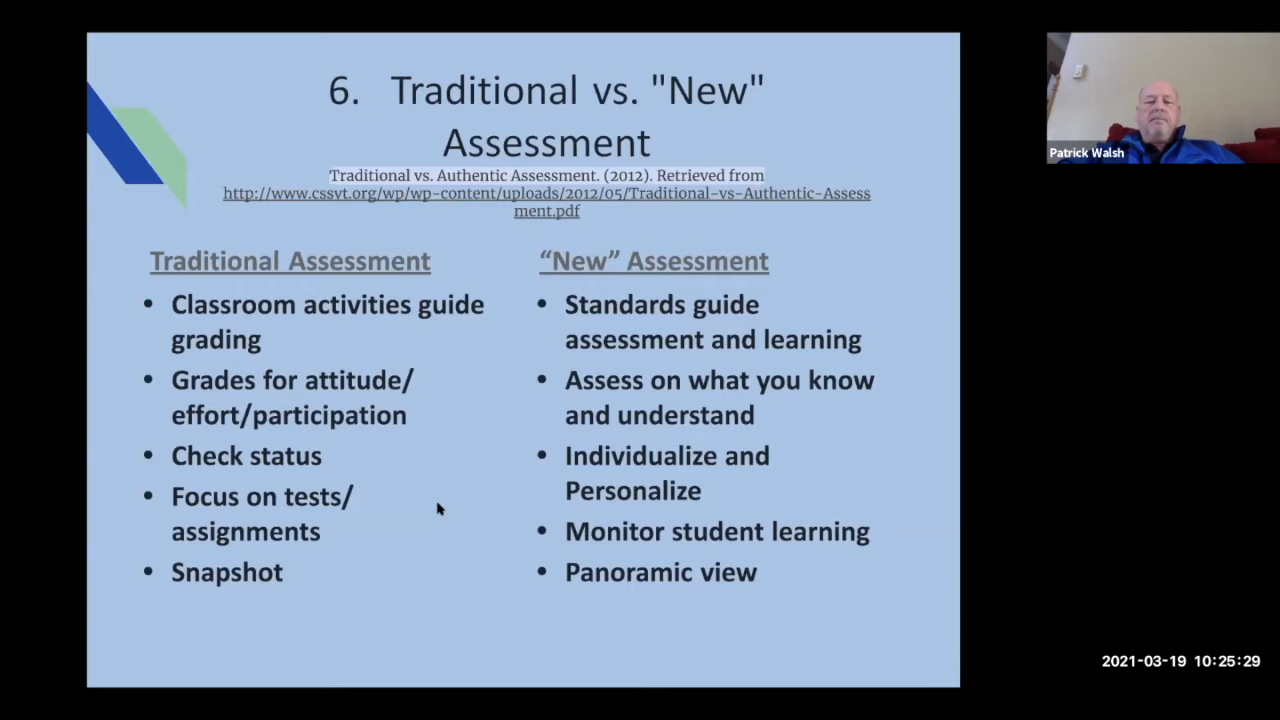 6. Traditional vs. "New"
Assessment
Traditional vs. Authentic Assessment. (2012). Retrieved from
http://www.cssvt.org/wp/wp-content/uploads/2012/05/Traditional-vs-Authentic-Assess
ment.pdf
Traditional Assessment
• Classroom activities guide
grading
• Grades for attitude/
effort/participation
• Check status
• Focus on tests/
assignments
• Snapshot
“New” Assessment
• Standards guide
assessment and learning
• Assess on what you know
and understand
• Individualize and
Personalize
• Monitor student learning
• Panoramic view
Patrick Walsh
2021-03-19 10:25:29